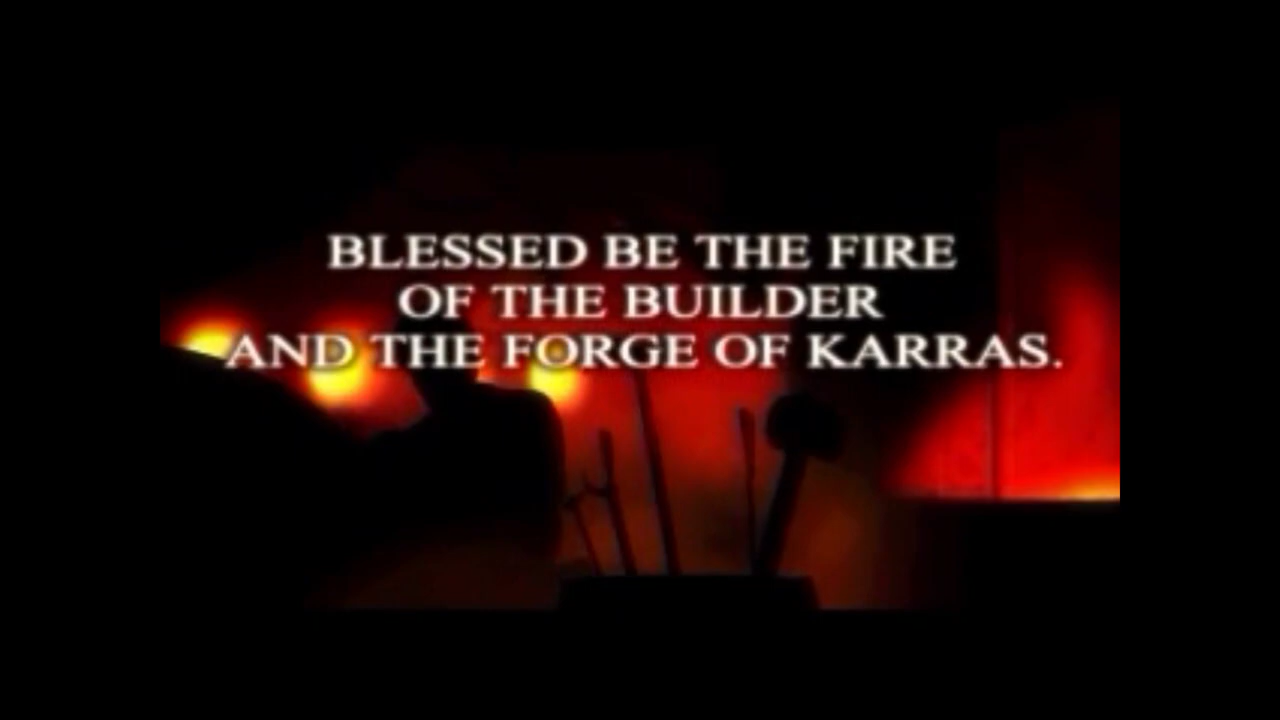 BLESSED BE THE FIRE
OF THE BUILDER
AND THE FORGE OF KARRAS.